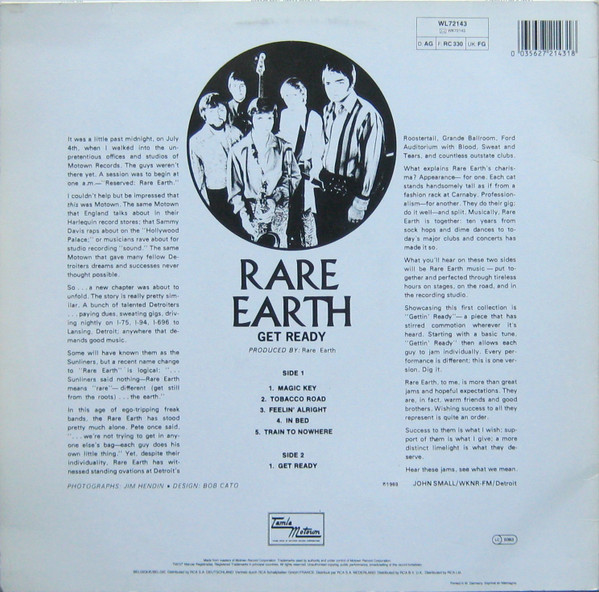 WL72143
WN72143
D: AG F: RC 330 UK: FG
0 035627 214318
It was a little past midnight, on July
4th, when I walked into the un-
pretentious offices and studios of
Motown Records. The guys weren't
there yet. A session was to begin at
one a.m.—"Reserved: Rare Earth."
I couldn't help but be impressed that
this was Motown. The same Motown
that England talks about in their
Harlequin record stores; that Sammy
Davis raps about on the "Hollywood
Palace;" or musicians rave about for
studio recording "sound." The same
Motown that gave many fellow De-
troiters dreams and successes never
thought possible.
So . . . a new chapter was about to
unfold. The story is really pretty sim-
ilar. A bunch of talented Detroiters
. . . paying dues, sweating gigs, driv-
ing nightly on I-75, I-94, I-696 to
Lansing, Detroit; anywhere that de-
mands good music.
Some will have known them as the
Sunliners, but a recent name change
to "Rare Earth" is logical: ". . .
Sunliners said nothing—Rare Earth
means "rare"— different (get still
from the roots) . . . the earth."
In this age of ego-tripping freak
bands, the Rare Earth has stood
pretty much alone. Pete once said,
". . . we're not trying to get in any-
one else's bag—each guy does his
own little thing." Yet, despite their
individuality, Rare Earth has wit-
nessed standing ovations at Detroit's
Roostertail, Grande Ballroom, Ford
Auditorium with Blood, Sweat and
Tears, and countless outstate clubs.
What explains Rare Earth's charis-
ma? Appearance— for one. Each cat
stands handsomely tall as if from a
fashion rack at Carnaby. Profession-
alism—for another. They do their gig;
do it well—and split. Musically, Rare
Earth is together: ten years from
sock hops and dime dances to to-
day's major clubs and concerts has
made it so.
What you'll hear on these two sides
will be Rare Earth music — put to-
gether and perfected through tireless
hours on stages, on the road, and in
the recording studio.
Showcasing this first collection is
"Gettin' Ready" — a piece that has
stirred commotion wherever it's
heard. Starting with a basic tune,
"Gettin' Ready" then allows each
guy to jam individually. Every per-
formance is different; this is one ver-
sion. Dig it.
Rare Earth, to me, is more than great
jams and hopeful expectations. They
are, in fact, warm friends and good
brothers. Wishing success to all they
represent is quite an order.
Success to them is what I wish; sup-
port of them is what I give; a more
distinct limelight is what they de-
serve.
Hear these jams, see what we mean.
JOHN SMALL/WKNR-FM/Detroit
RARE
EARTH
GET READY
PRODUCED BY: Rare Earth
SIDE 1
1. MAGIC KEY
2. TOBACCO ROAD
3. FEELIN' ALRIGHT
4. IN BED
5. TRAIN TO NOWHERE
SIDE 2
1. GET READY
PHOTOGRAPHS: JIM HENDIN • DESIGN: BOB CATO
Tamla
Motown